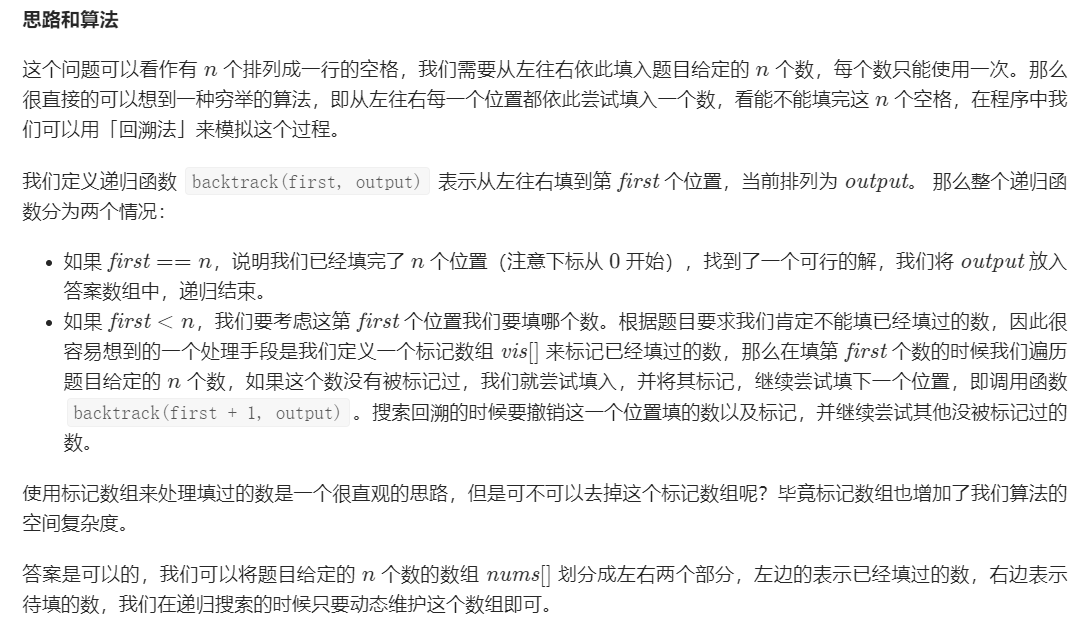 思路和算法
这个问题可以看作有 n 个排列成一行的空格，我们需要从左往右依此填入题目给定的 n 个数，每个数只能使用一次。那么
很直接的可以想到一种穷举的算法，即从左往右每一个位置都依此尝试填入一个数，看能不能填完这 n 个空格，在程序中我
们可以用「回溯法」来模拟这个过程。
我们定义递归函数 backtrack(first, output) 表示从左往右填到第 first 个位置，当前排列为 output。 那么整个递归函
数分为两个情况：
• 如果 first == n，说明我们已经填完了 n 个位置（注意下标从 0 开始），找到了一个可行的解，我们将 output 放入
答案数组中，递归结束。
• 如果 first < n，我们要考虑这第 first 个位置我们要填哪个数。根据题目要求我们肯定不能填已经填过的数，因此很
容易想到的一个处理手段是我们定义一个标记数组 vis[] 来标记已经填过的数，那么在填第 first 个数的时候我们遍历
题目给定的 n 个数，如果这个数没有被标记过，我们就尝试填入，并将其标记，继续尝试填下一个位置，即调用函数
backtrack(first + 1, output) 。搜索回溯的时候要撤销这一个位置填的数以及标记，并继续尝试其他没被标记过的
数。
使用标记数组来处理填过的数是一个很直观的思路，但是可不可以去掉这个标记数组呢？毕竟标记数组也增加了我们算法的
空间复杂度。
答案是可以的，我们可以将题目给定的 n 个数的数组 nums[] 划分成左右两个部分，左边的表示已经填过的数，右边表示
待填的数，我们在递归搜索的时候只要动态维护这个数组即可。